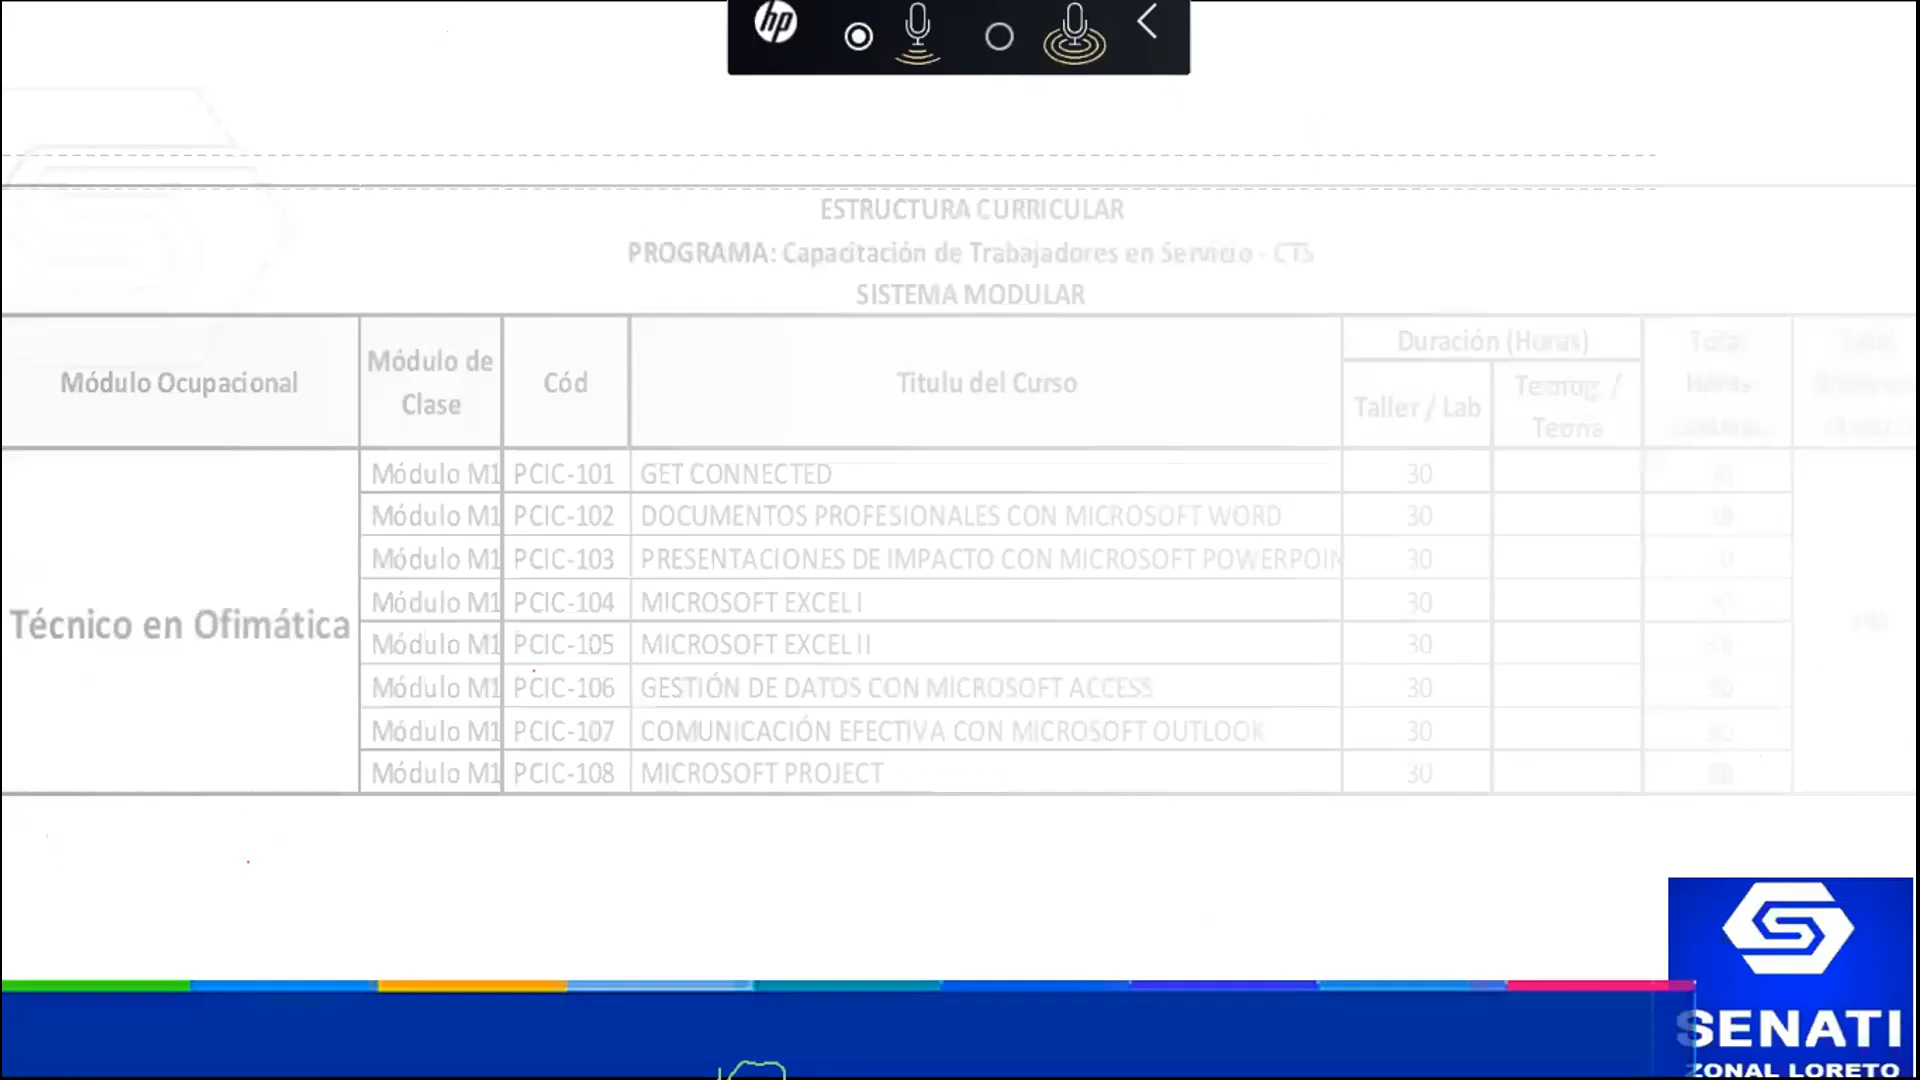 hp
ESTRUCTURA CURRICULAR
PROGRAMA: Capacitación de Trabajadores en Servicio - CTS
SISTEMA MODULAR
Módulo Ocupacional
Módulo de Clase
Cód
Titulu del Curso
Duración (Horas)
Taller / Lab
Tecnog. / Teoria
Total
Técnico en Ofimática
Módulo M1 PCIC-101 GET CONNECTED 30
Módulo M1 PCIC-102 DOCUMENTOS PROFESIONALES CON MICROSOFT WORD 30
Módulo M1 PCIC-103 PRESENTACIONES DE IMPACTO CON MICROSOFT POWERPOIN 30
Módulo M1 PCIC-104 MICROSOFT EXCEL I 30
Módulo M1 PCIC-105 MICROSOFT EXCEL II 30
Módulo M1 PCIC-106 GESTIÓN DE DATOS CON MICROSOFT ACCESS 30
Módulo M1 PCIC-107 COMUNICACIÓN EFECTIVA CON MICROSOFT OUTLOOK 30
Módulo M1 PCIC-108 MICROSOFT PROJECT 30
SENATI
ZONAL LORETO